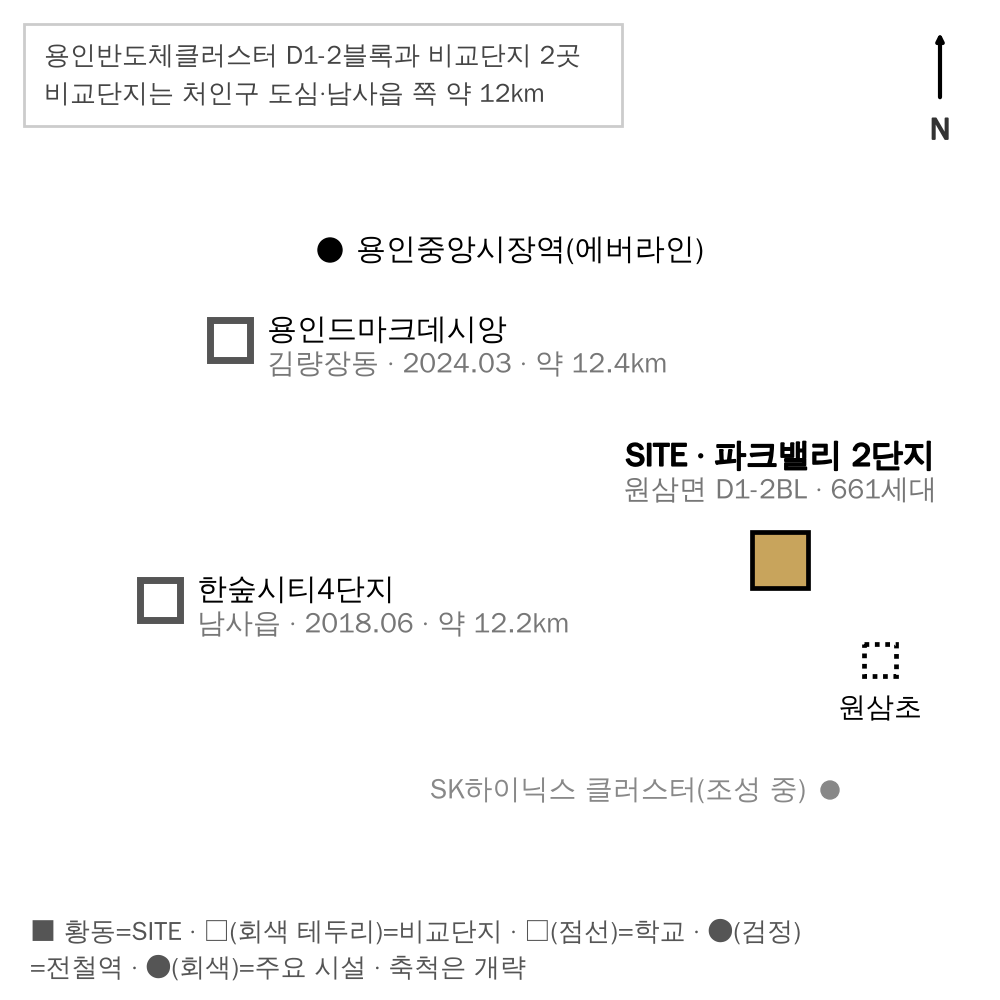 용인반도체클러스터 D1-2블록과 비교단지 2곳
비교단지는 처인구 도심·남사읍 쪽 약 12km
N
● 용인중앙시장역(에버라인)
용인드마크데시앙
김량장동 · 2024.03 · 약 12.4km
SITE · 파크밸리 2단지
원삼면 D1-2BL · 661세대
한숲시티4단지
남사읍 · 2018.06 · 약 12.2km
원삼초
SK하이닉스 클러스터(조성 중) ●
■ 황동=SITE · □(회색 테두리)=비교단지 · □(점선)=학교 · ●(검정)
=전철역 · ●(회색)=주요 시설 · 축척은 개략